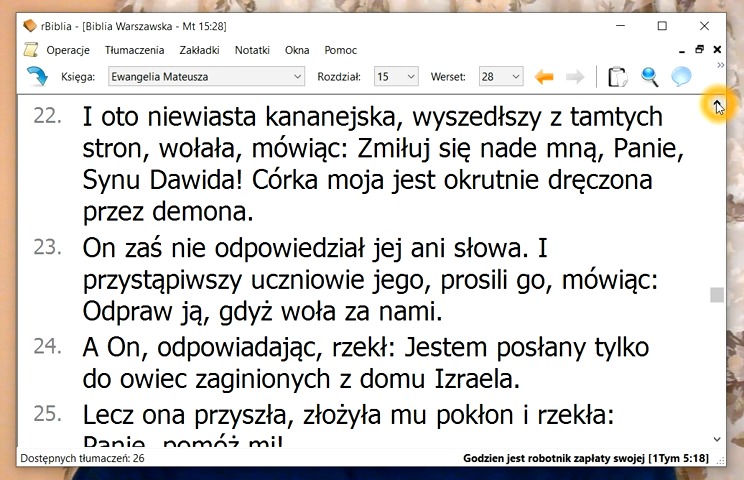 rBiblia - [Biblia Warszawska - Mt 15:28]
Operacje Tłumaczenia Zakładki Notatki Okna Pomoc
Księga: Ewangelia Mateusza Rozdział: 15 Werset: 28
22. I oto niewiasta kananejska, wyszedłszy z tamtych
stron, wołała, mówiąc: Zmiłuj się nade mną, Panie,
Synu Dawida! Córka moja jest okrutnie dręczona
przez demona.
23. On zaś nie odpowiedział jej ani słowa. I
przystąpiwszy uczniowie jego, prosili go, mówiąc:
Odpraw ją, gdyż woła za nami.
24. A On, odpowiadając, rzekł: Jestem posłany tylko
do owiec zaginionych z domu Izraela.
25. Lecz ona przyszła, złożyła mu pokłon i rzekła:
Panie, pomóż mi!
Dostępnych tłumaczeń: 26 Godzien jest robotnik zapłaty swojej [1Tym 5:18]